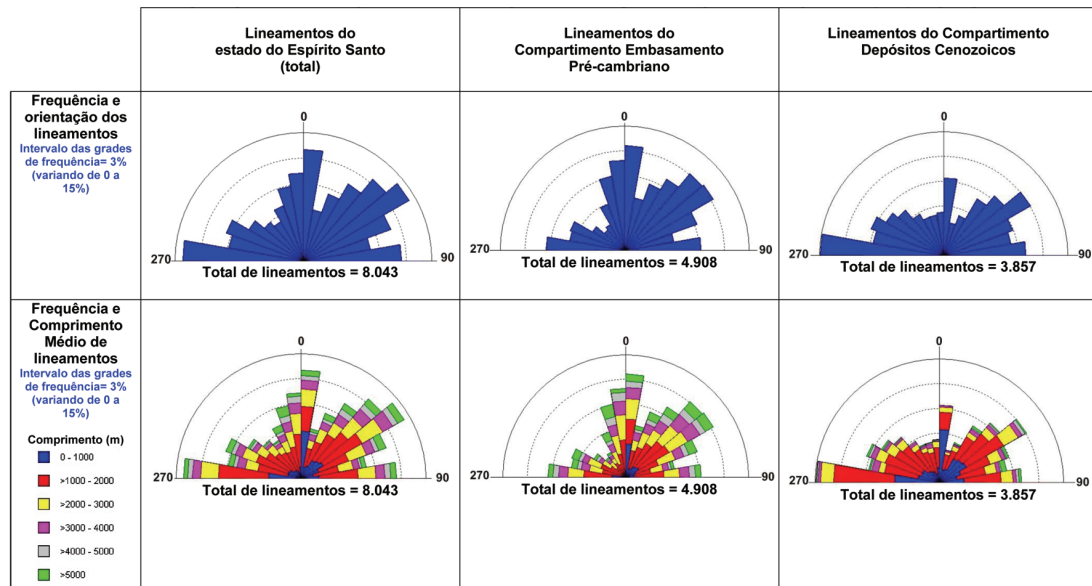 Lineamentos do
estado do Espírito Santo
(total)
Lineamentos do
Compartimento Embasamento
Pré-cambriano
Lineamentos do Compartimento
Depósitos Cenozoicos
Frequência e
orientação dos
lineamentos
Intervalo das grades
de frequência= 3%
(variando de 0 a
15%)
0
270
90
Total de lineamentos = 8.043
0
270
90
Total de lineamentos = 4.908
0
270
90
Total de lineamentos = 3.857
Frequência e
Comprimento
Médio de
lineamentos
Intervalo das grades
de frequência= 3%
(variando de 0 a
15%)
Comprimento (m)
0 - 1000
>1000 - 2000
>2000 - 3000
>3000 - 4000
>4000 - 5000
>5000
0
270
90
Total de lineamentos = 8.043
0
270
90
Total de lineamentos = 4.908
0
270
90
Total de lineamentos = 3.857